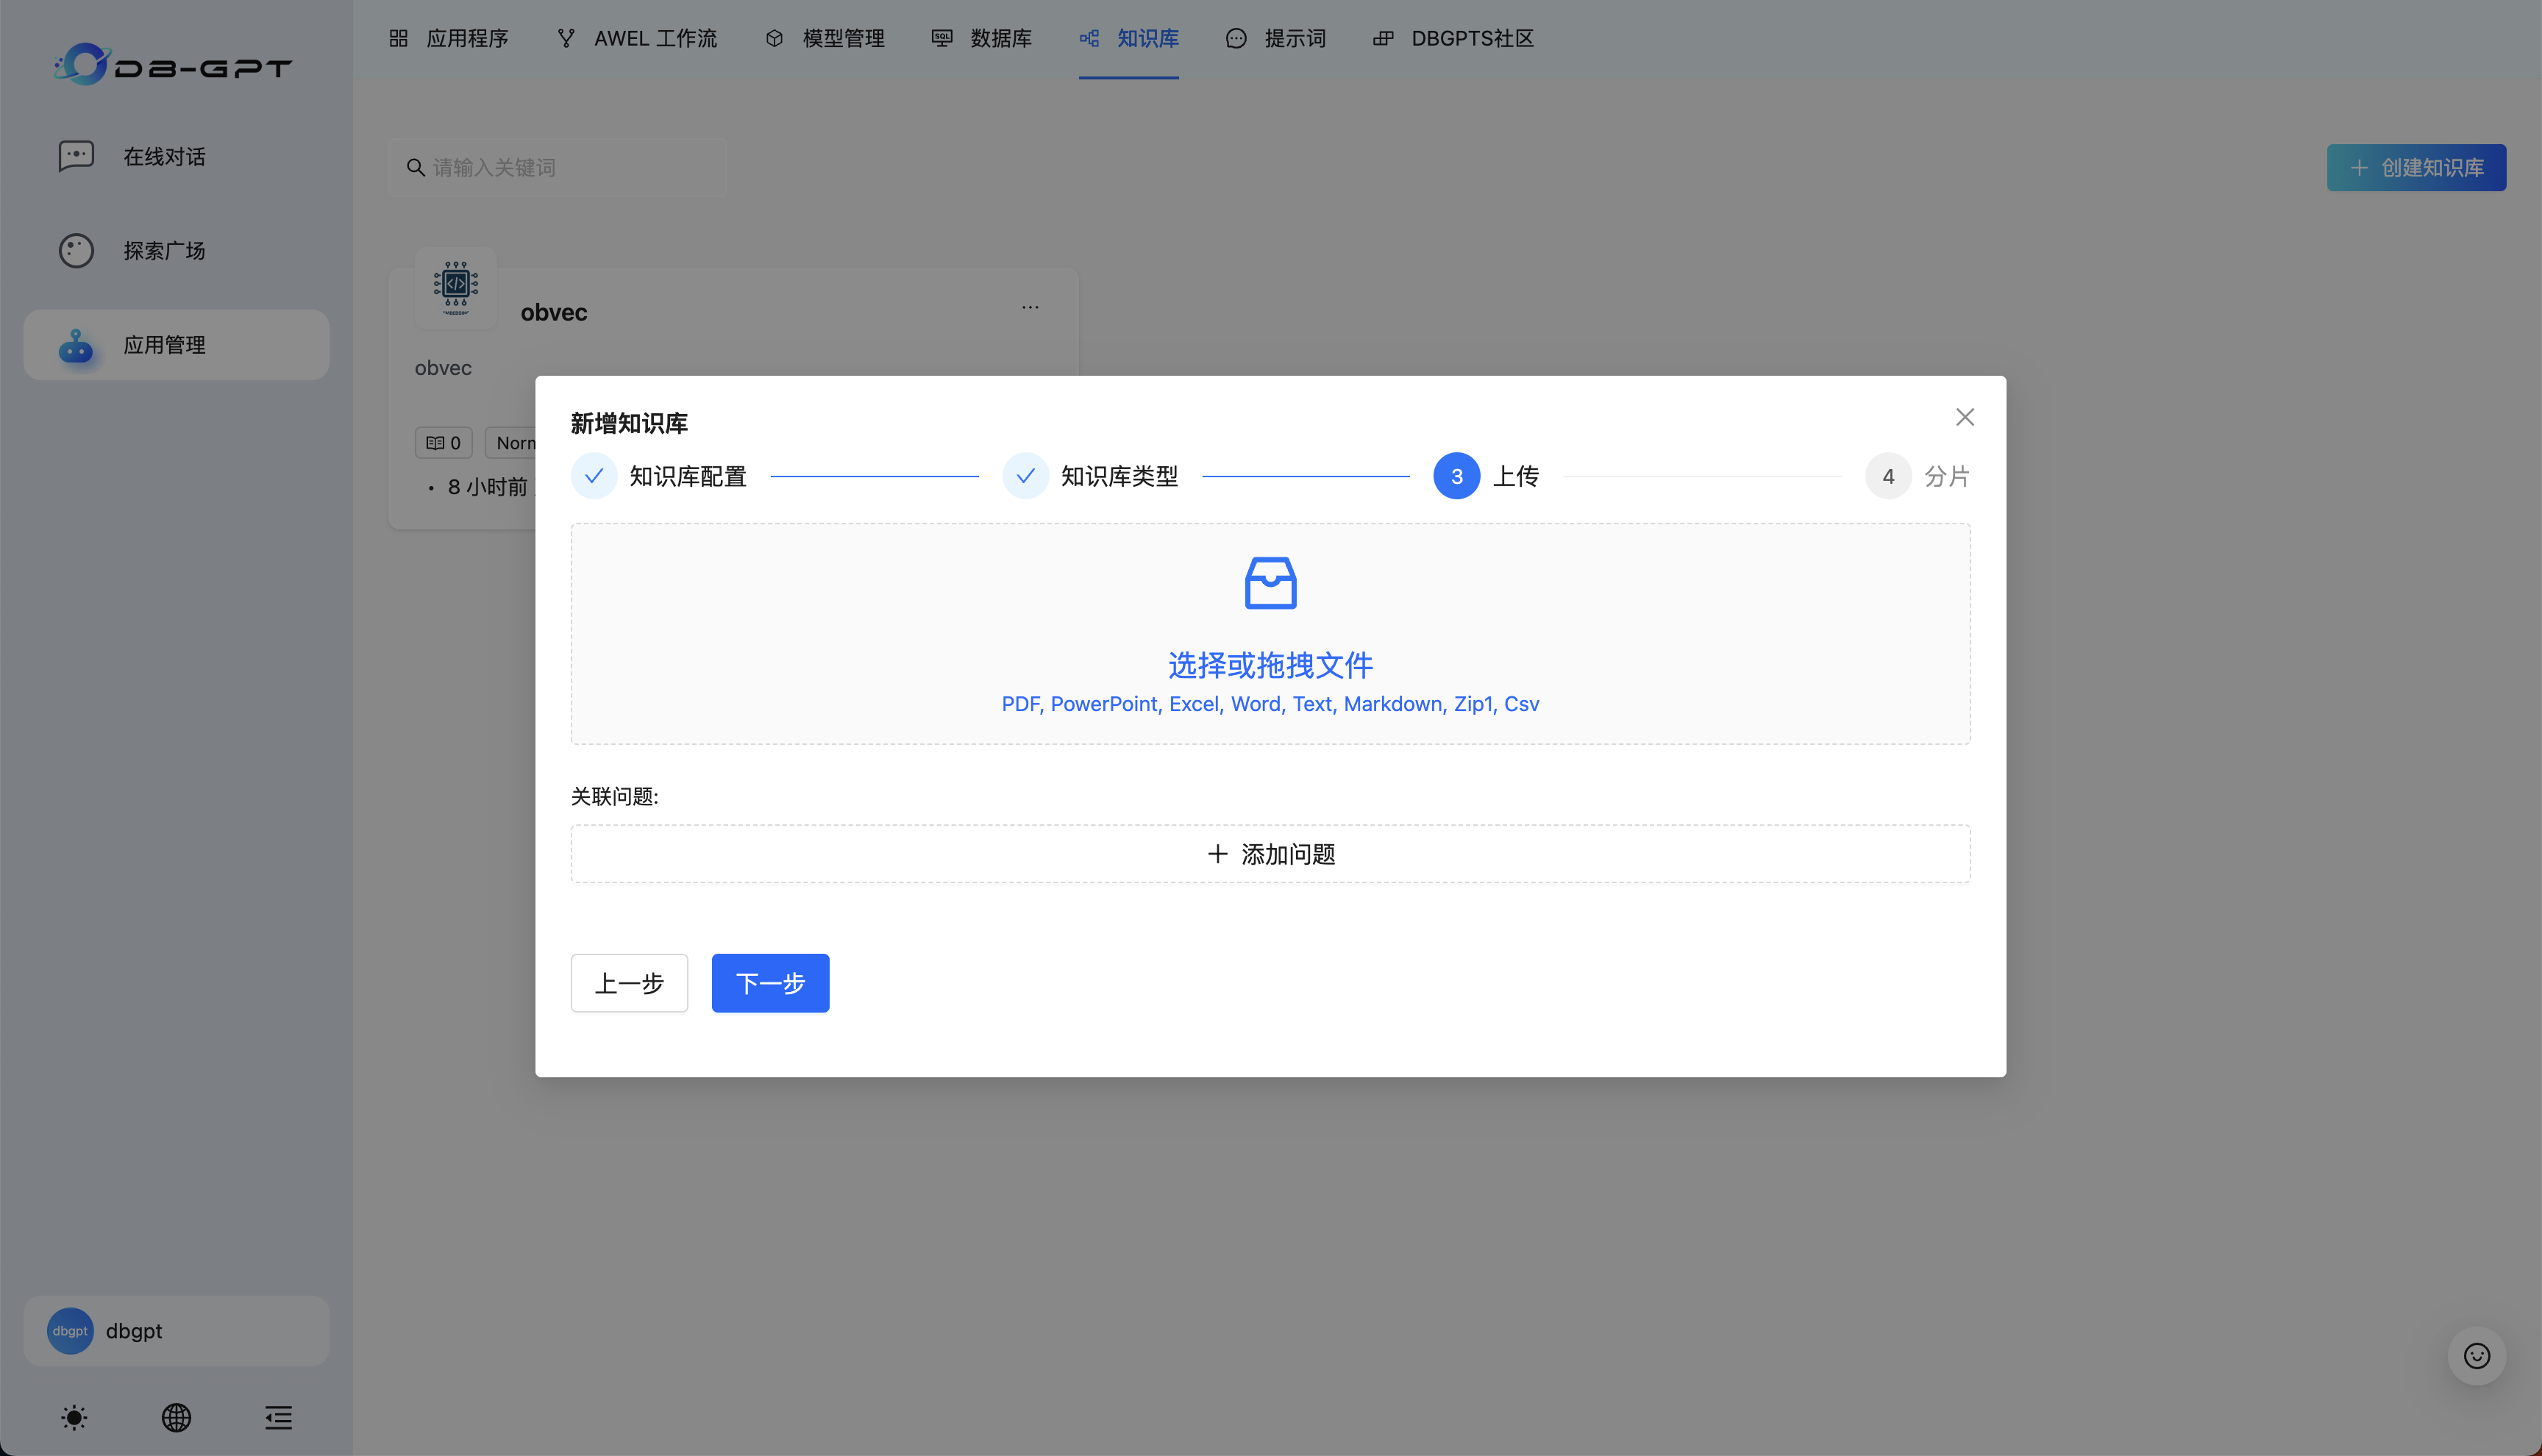 DB-GPT
在线对话
探索广场
应用管理
dbgpt
dbgpt
应用程序
AWEL 工作流
模型管理
数据库
知识库
提示词
DBGPTS社区
请输入关键词
创建知识库
obvec
obvec
0
Norn
8 小时前
新增知识库
知识库配置
知识库类型
3 上传
4 分片
选择或拖拽文件
PDF, PowerPoint, Excel, Word, Text, Markdown, Zip1, Csv
关联问题:
添加问题
上一步
下一步